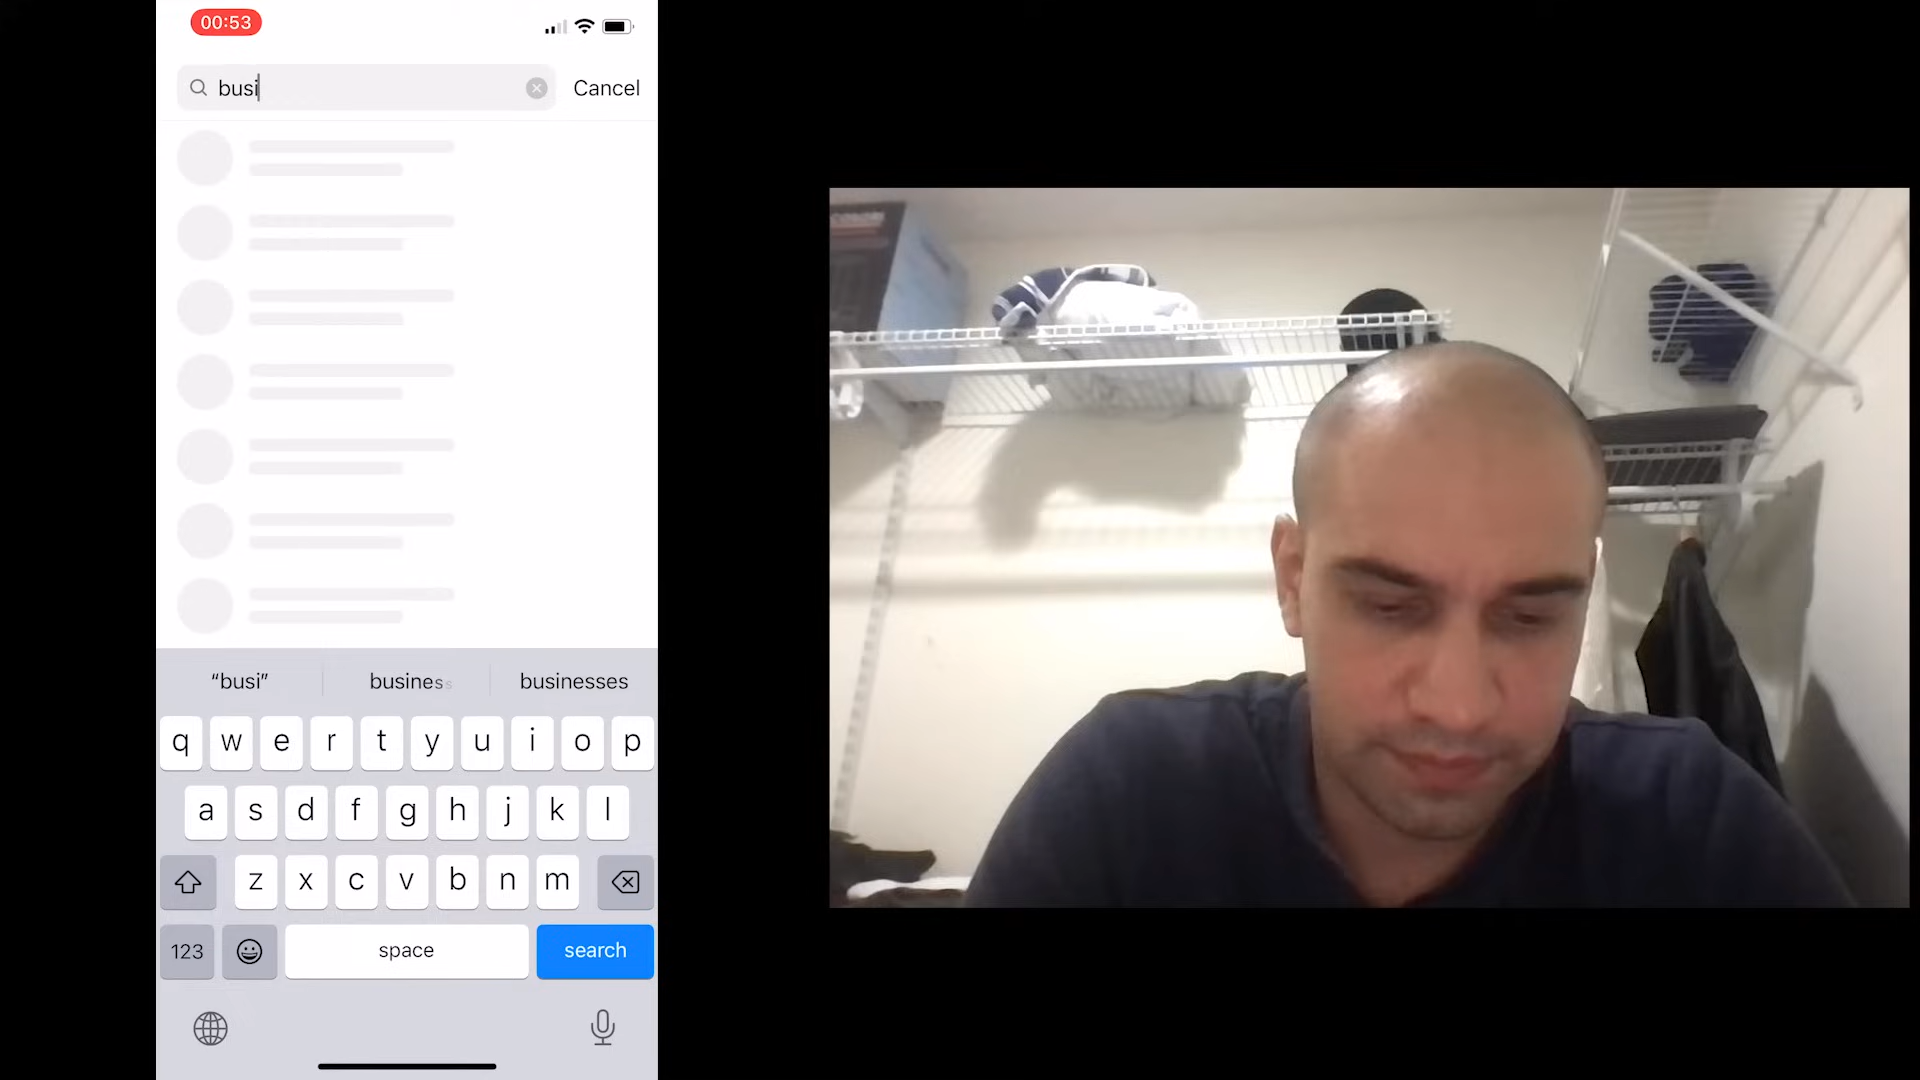 00:53
busi
Cancel
“busi” business businesses
q w e r t y u i o p
a s d f g h j k l
z x c v b n m
123 space search